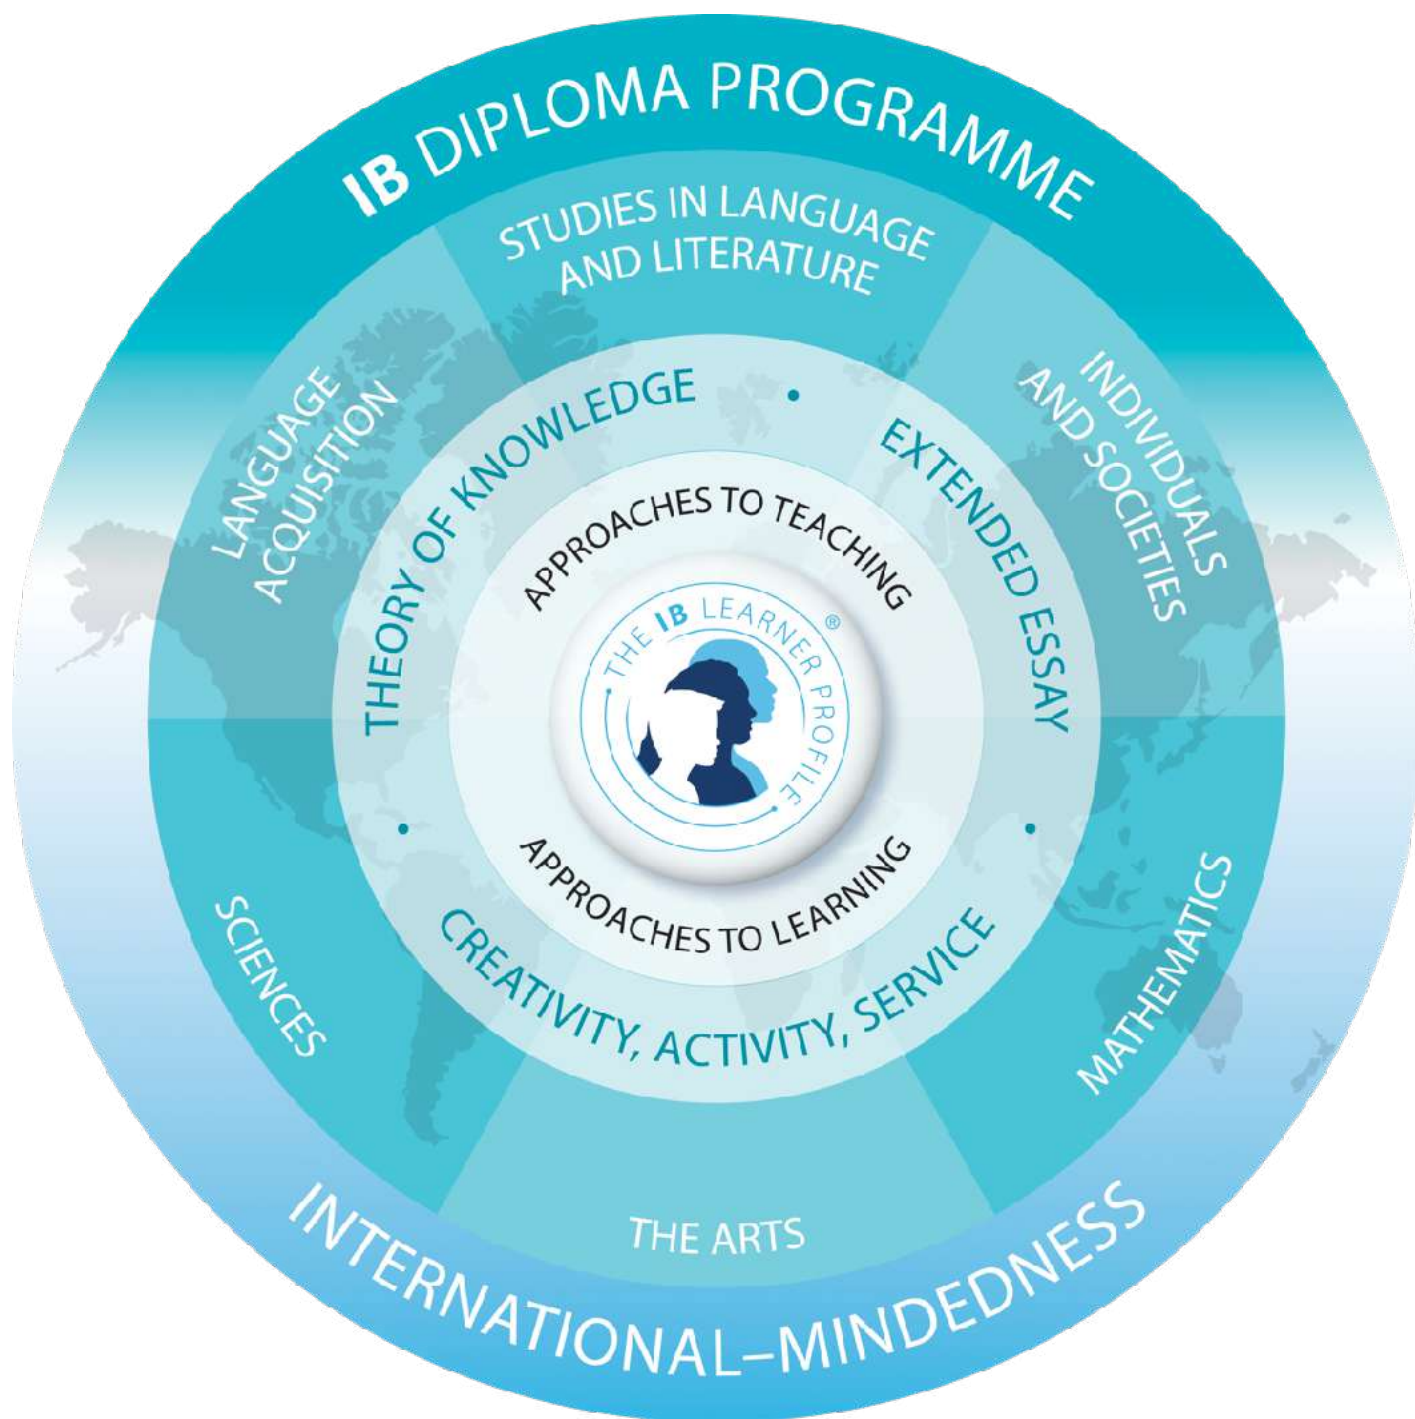 IB DIPLOMA PROGRAMME
STUDIES IN LANGUAGE
AND LITERATURE
LANGUAGE
ACQUISITION
INDIVIDUALS
AND SOCIETIES
THEORY OF KNOWLEDGE
•
EXTENDED ESSAY
APPROACHES TO TEACHING
THE IB LEARNER PROFILE
®
APPROACHES TO LEARNING
•
CREATIVITY, ACTIVITY, SERVICE
•
SCIENCES
MATHEMATICS
THE ARTS
INTERNATIONAL–MINDEDNESS